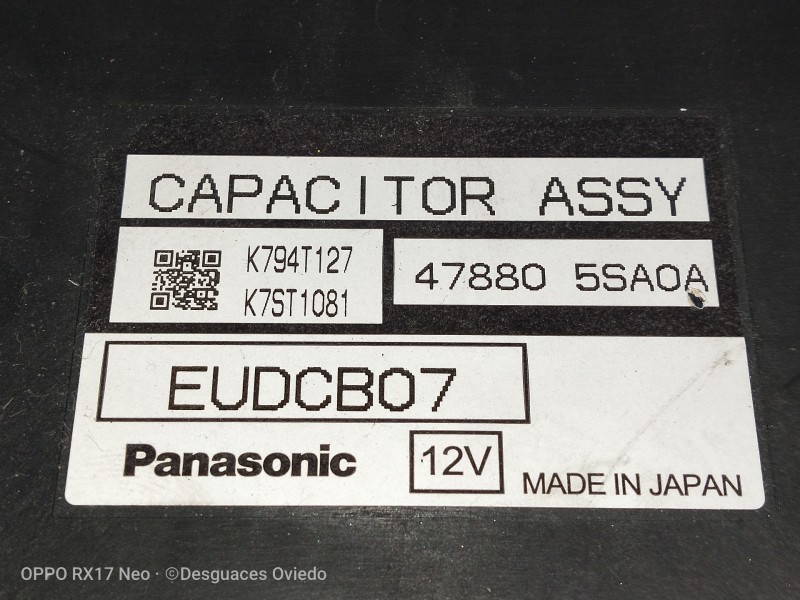 CAPACITOR ASSY
K794T127
K7ST1081
47880 5SA0A
EUDCB07
Panasonic 12V MADE IN JAPAN
OPPO RX17 Neo · ©Desguaces Oviedo